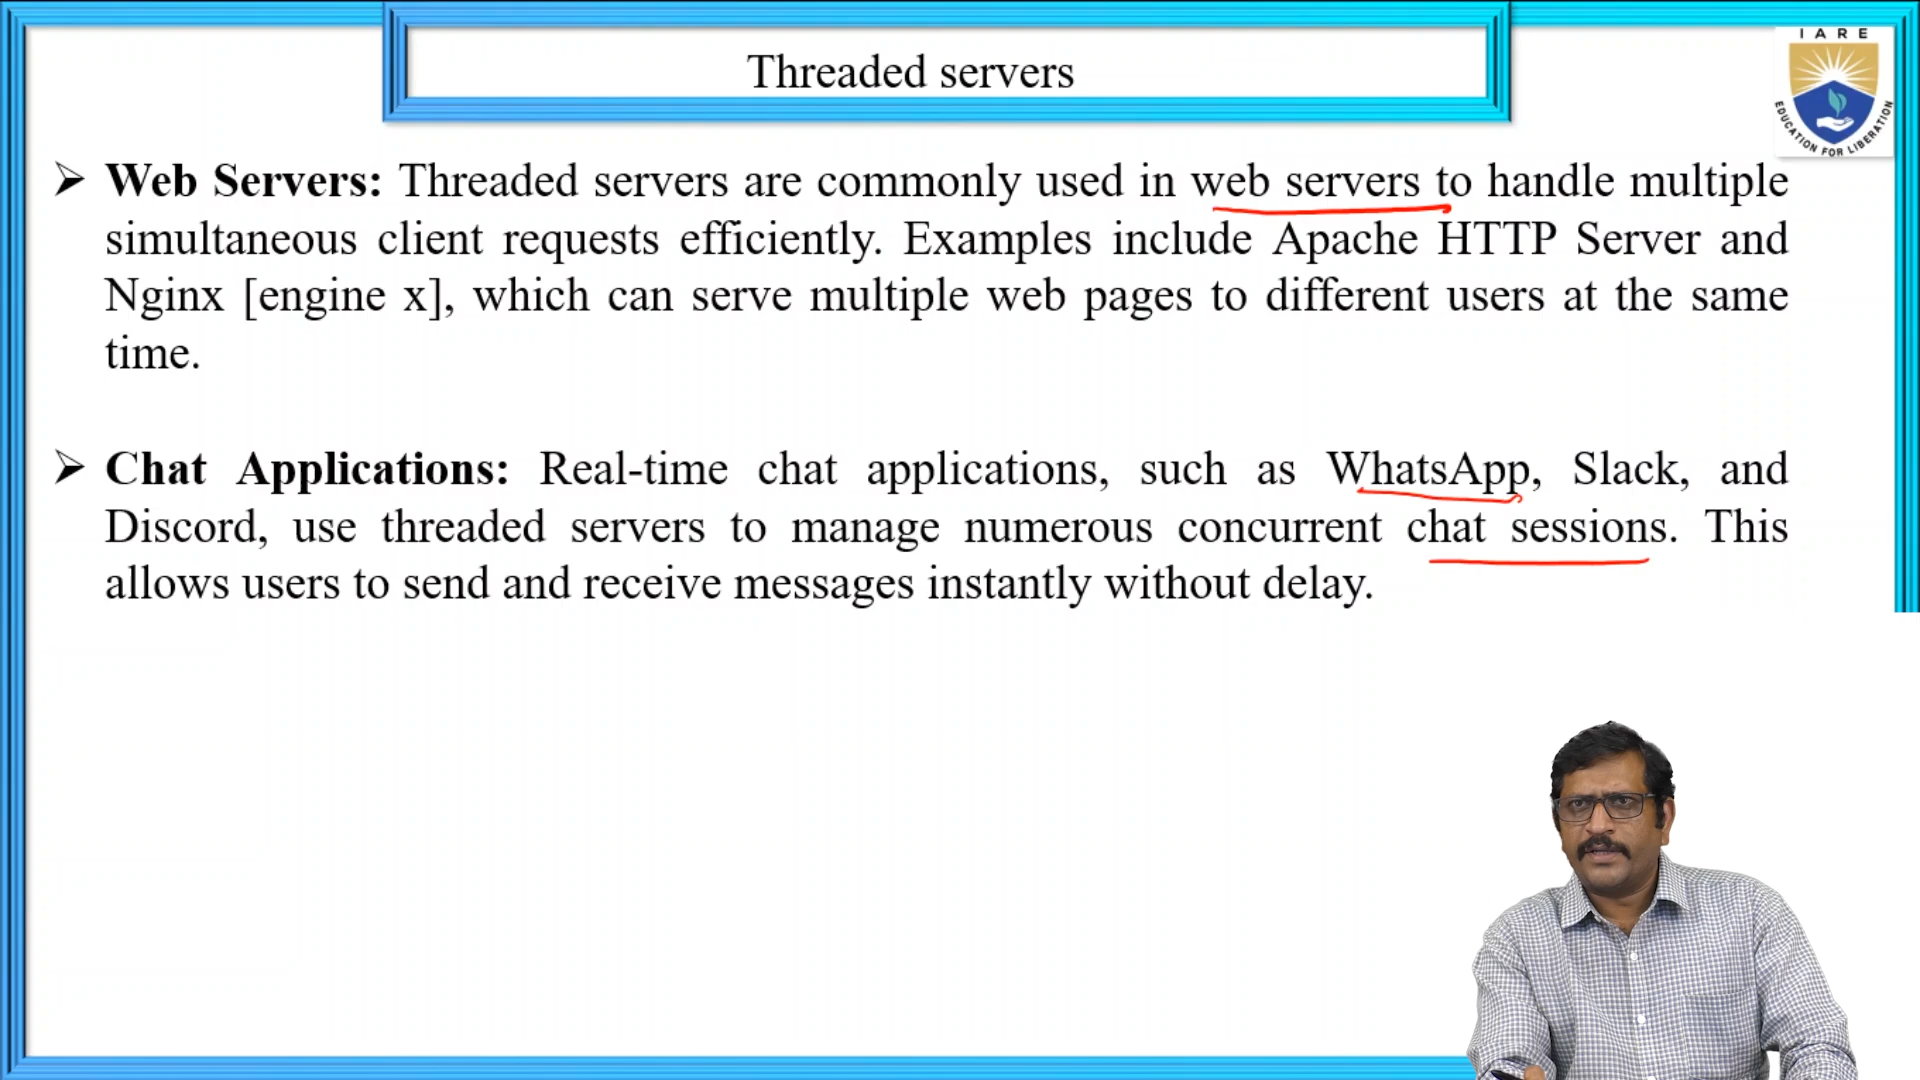 Threaded servers
I A R E
EDUCATION FOR LIBERATION
➢ Web Servers: Threaded servers are commonly used in web servers to handle multiple
simultaneous client requests efficiently. Examples include Apache HTTP Server and
Nginx [engine x], which can serve multiple web pages to different users at the same
time.
➢ Chat Applications: Real-time chat applications, such as WhatsApp, Slack, and
Discord, use threaded servers to manage numerous concurrent chat sessions. This
allows users to send and receive messages instantly without delay.